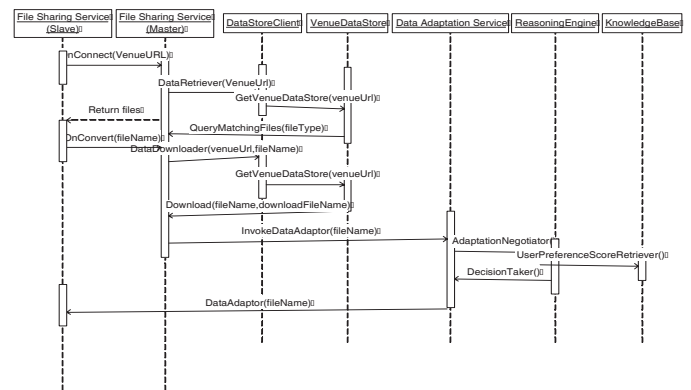 File Sharing Service (Slave)
File Sharing Service (Master)
DataStoreClient
VenueDataStore
Data Adaptation Service
ReasoningEngine
KnowledgeBase
nConnect(VenueURL)
DataRetriever(VenueUrl)
GetVenueDataStore(venueUrl)
Return files
QueryMatchingFiles(fileType)
OnConvert(fileName)
DataDownloader(venueUrl,fileName)
GetVenueDataStore(venueUrl)
Download(fileName,downloadFileName)
InvokeDataAdaptor(fileName)
AdaptationNegotiator(
UserPreferenceScoreRetriever()
DecisionTaker()
DataAdaptor(fileName)